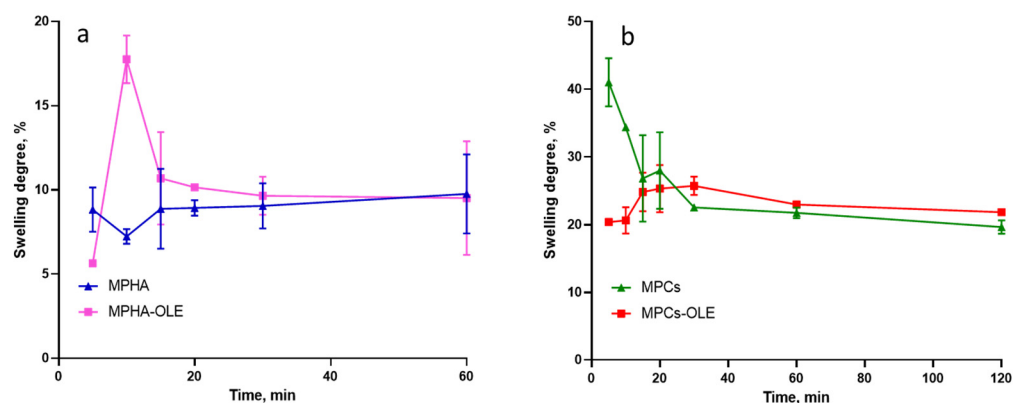 a
Swelling degree, %
20
15
10
5
0
MPHA
MPHA-OLE
0 20 40 60
Time, min
b
Swelling degree, %
50
40
30
20
10
0
MPCs
MPCs-OLE
0 20 40 60 80 100 120
Time, min